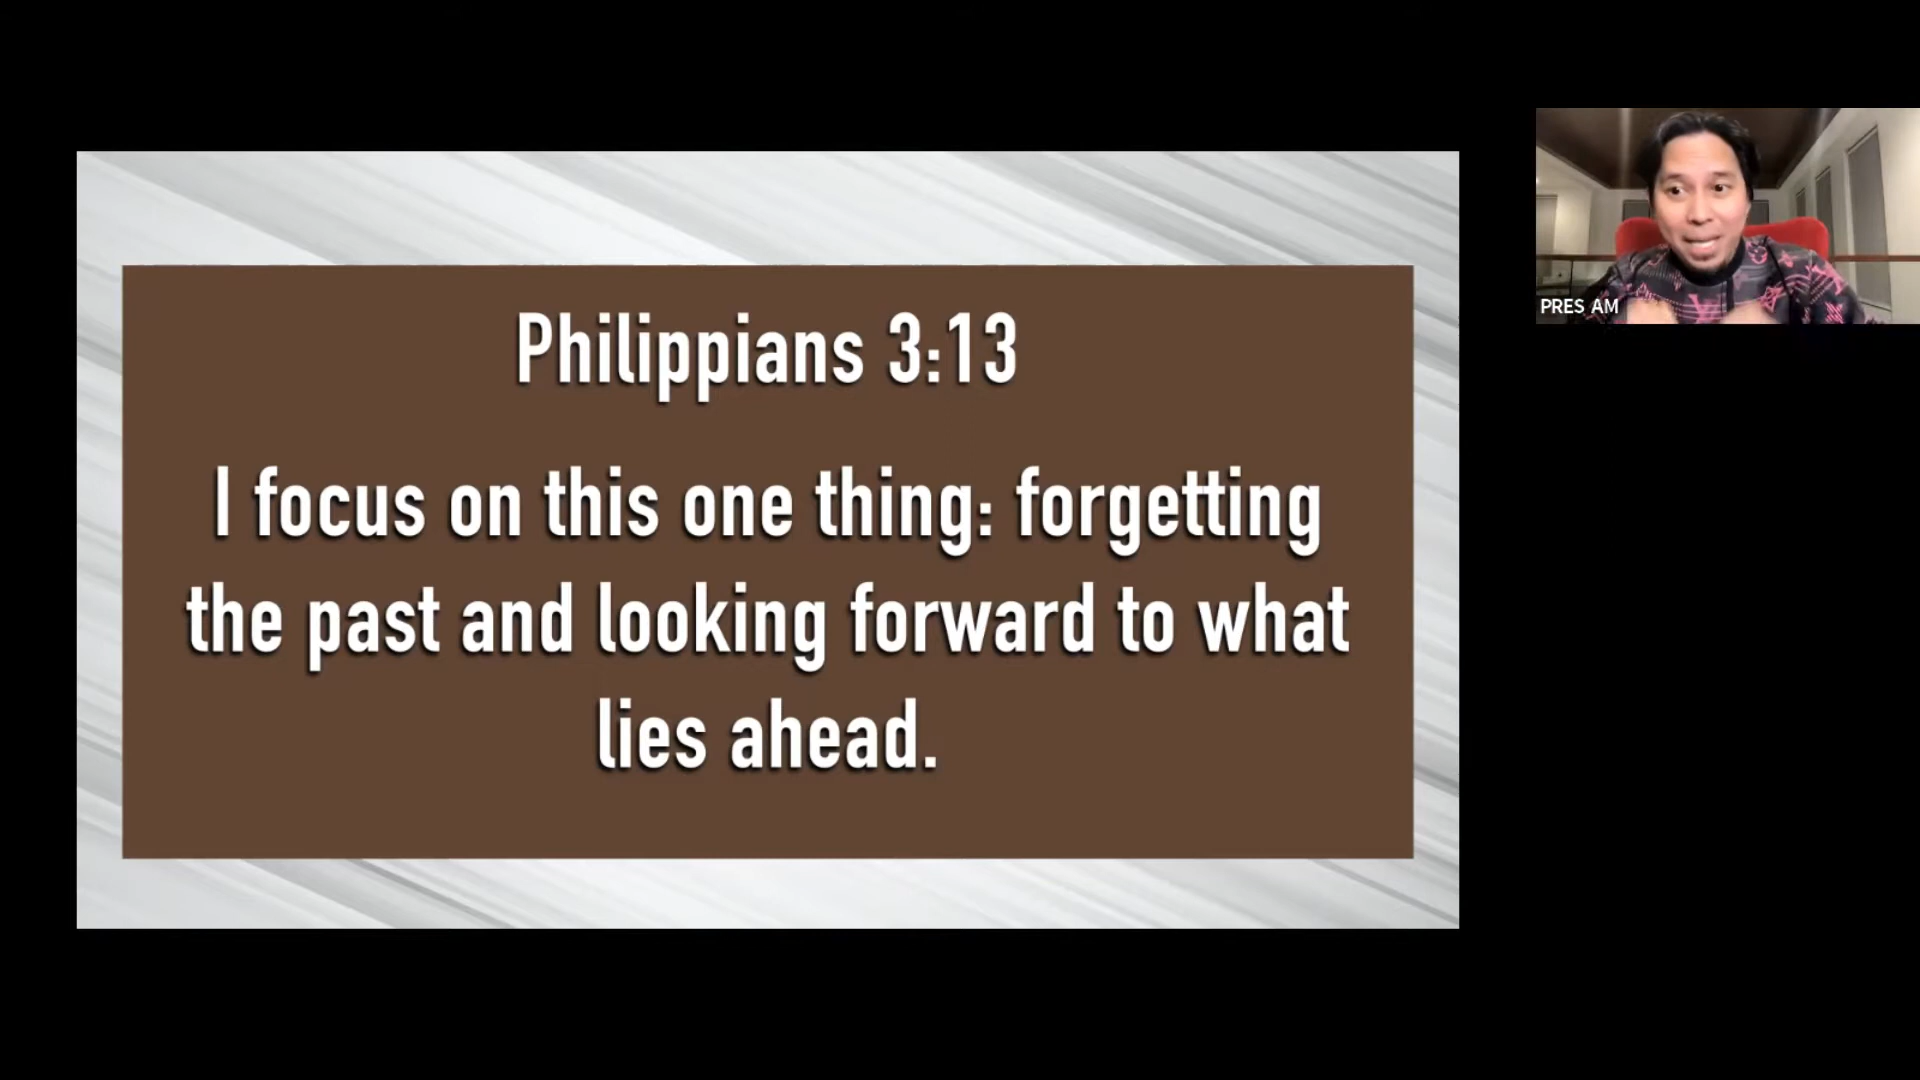 Philippians 3:13
I focus on this one thing: forgetting
the past and looking forward to what
lies ahead.
PRES AM